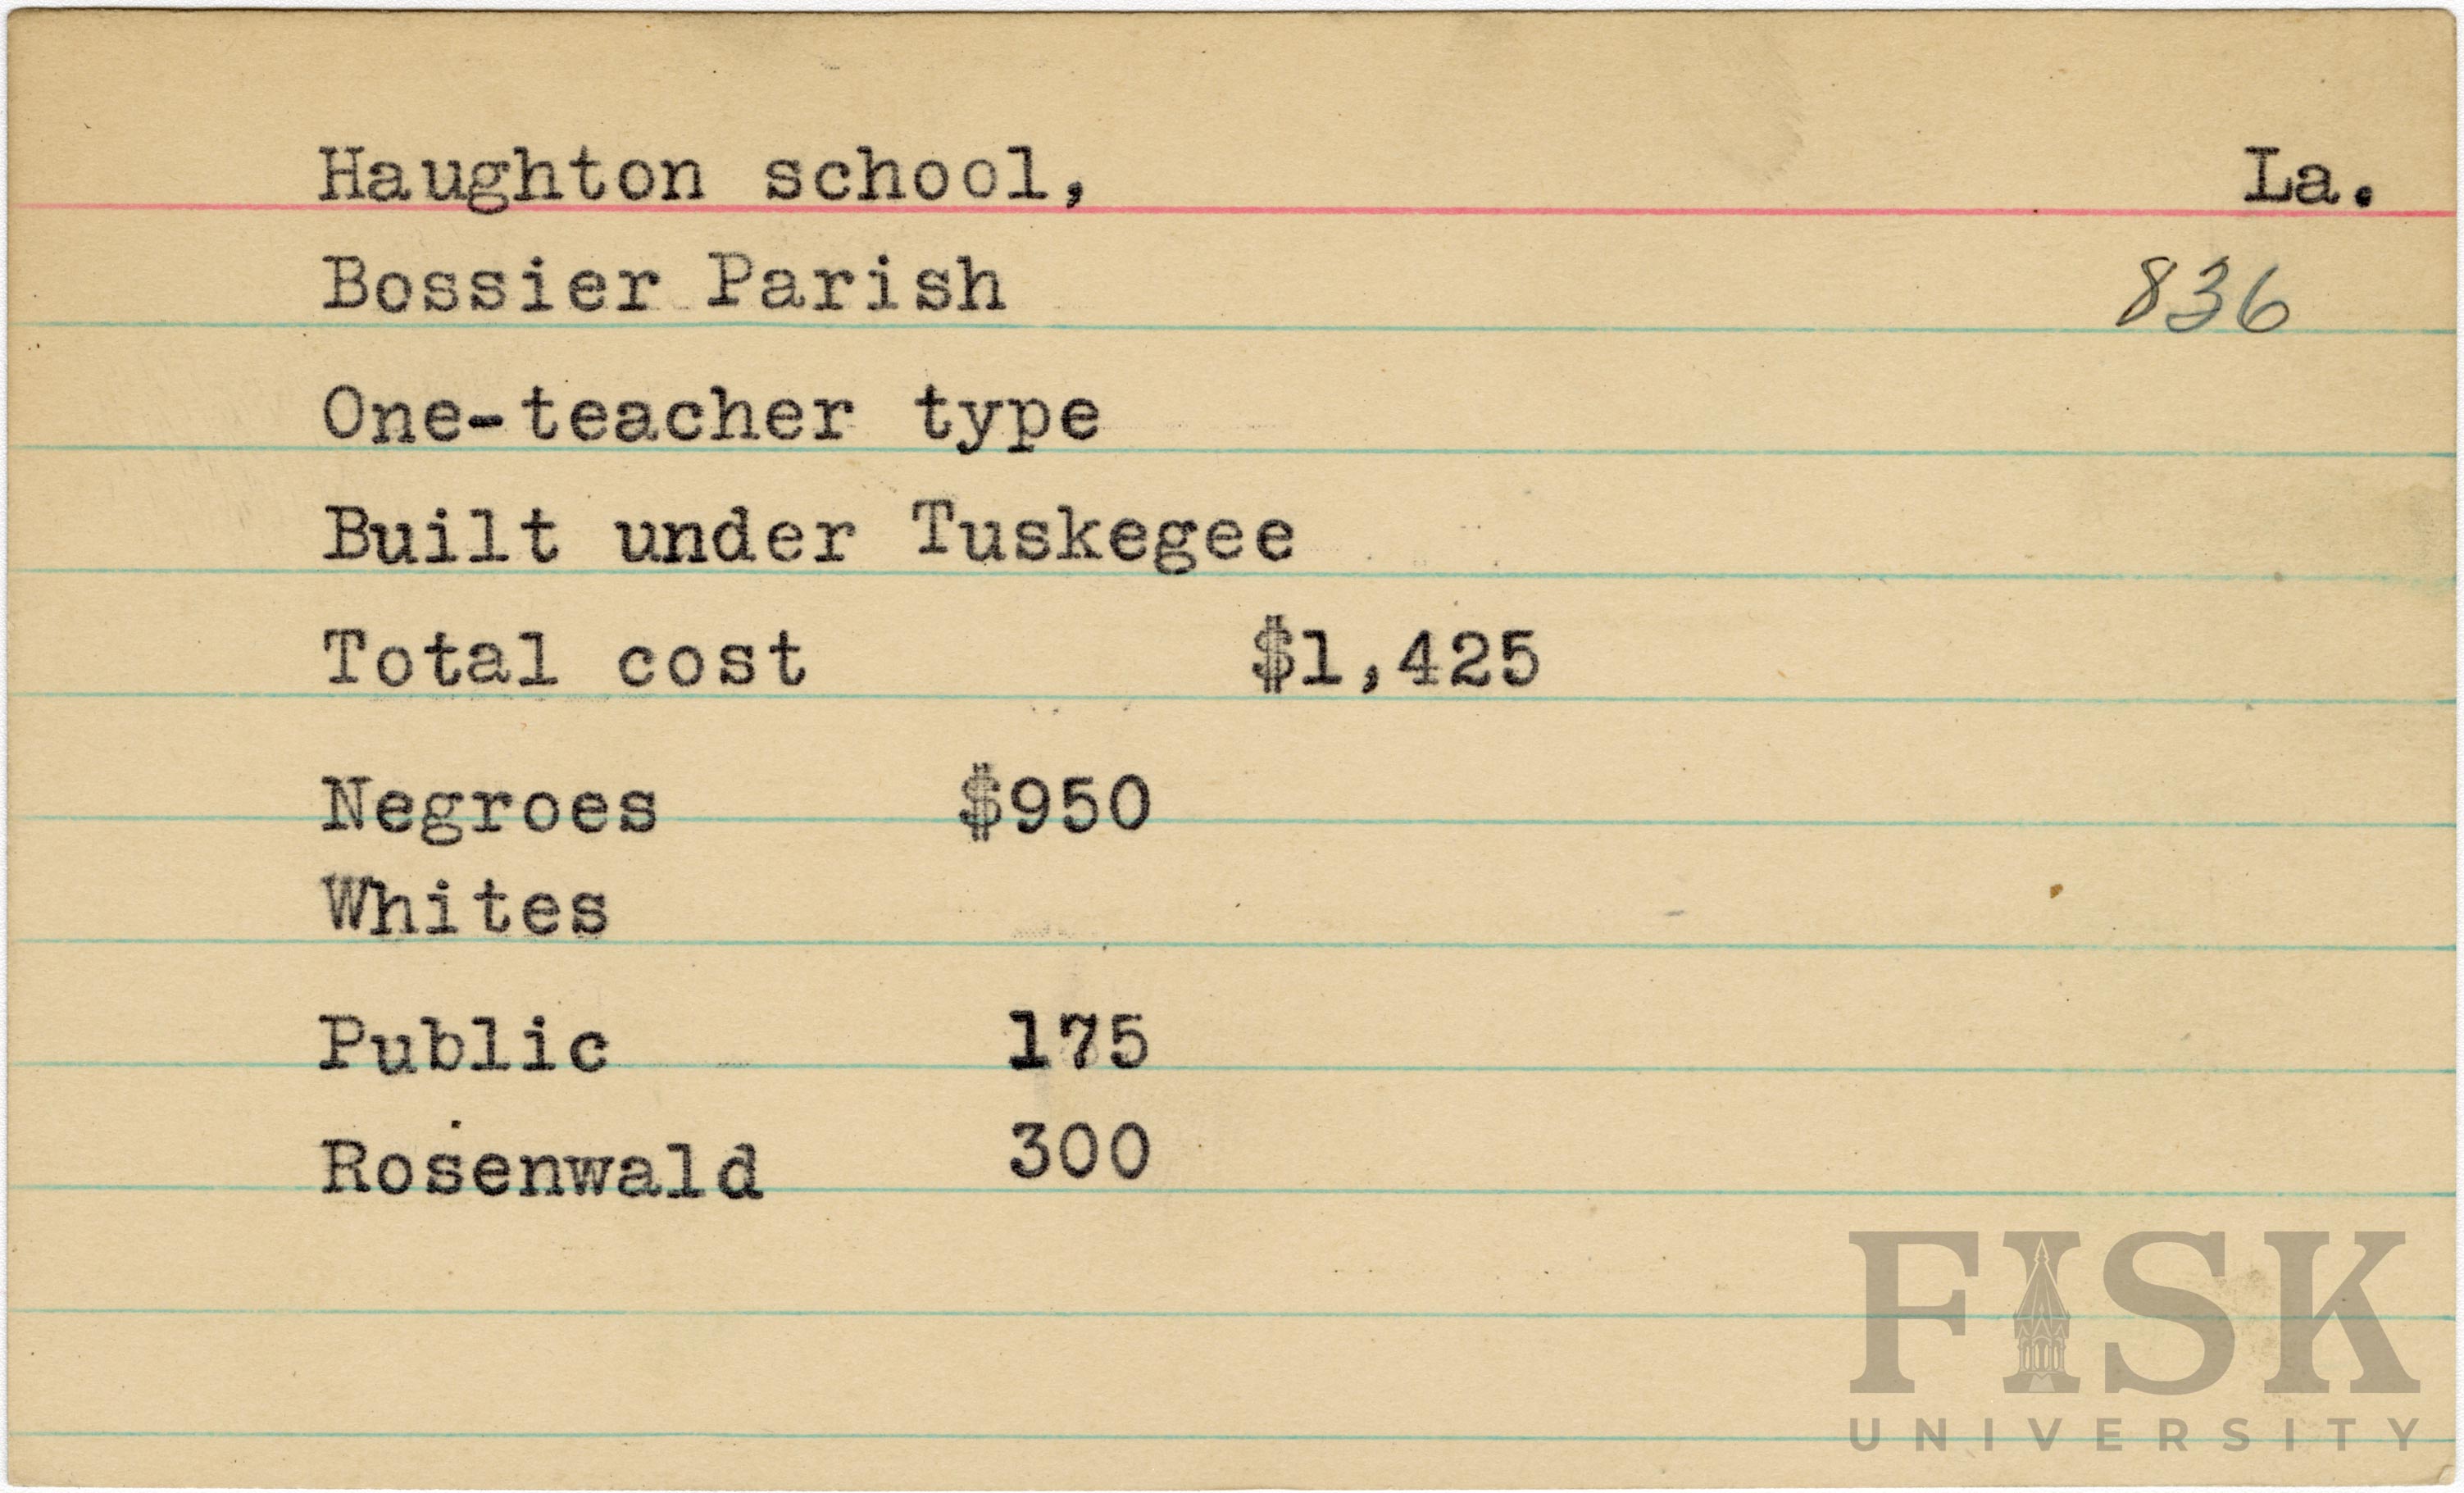 Haughton school, La.
Bossier Parish 836
One-teacher type
Built under Tuskegee
Total cost $1,425
Negroes $950
Whites
Public 175
Rosenwald 300
FISK
UNIVERSITY